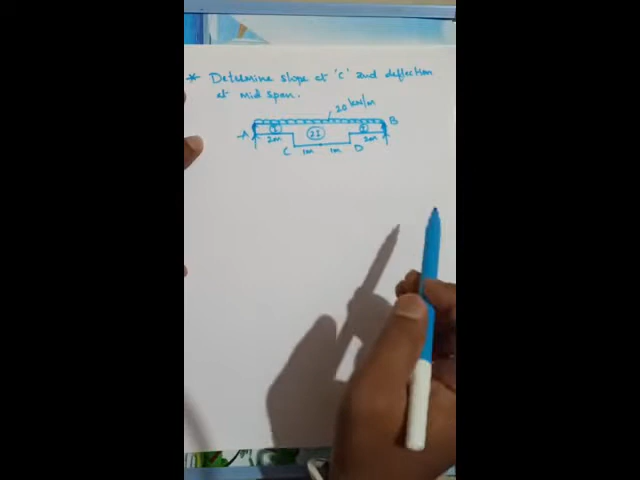 * Determine slope at 'C' and deflection
at mid span.
20 kN/m
A I 2I I B
2m 2m
C 1m 1m D